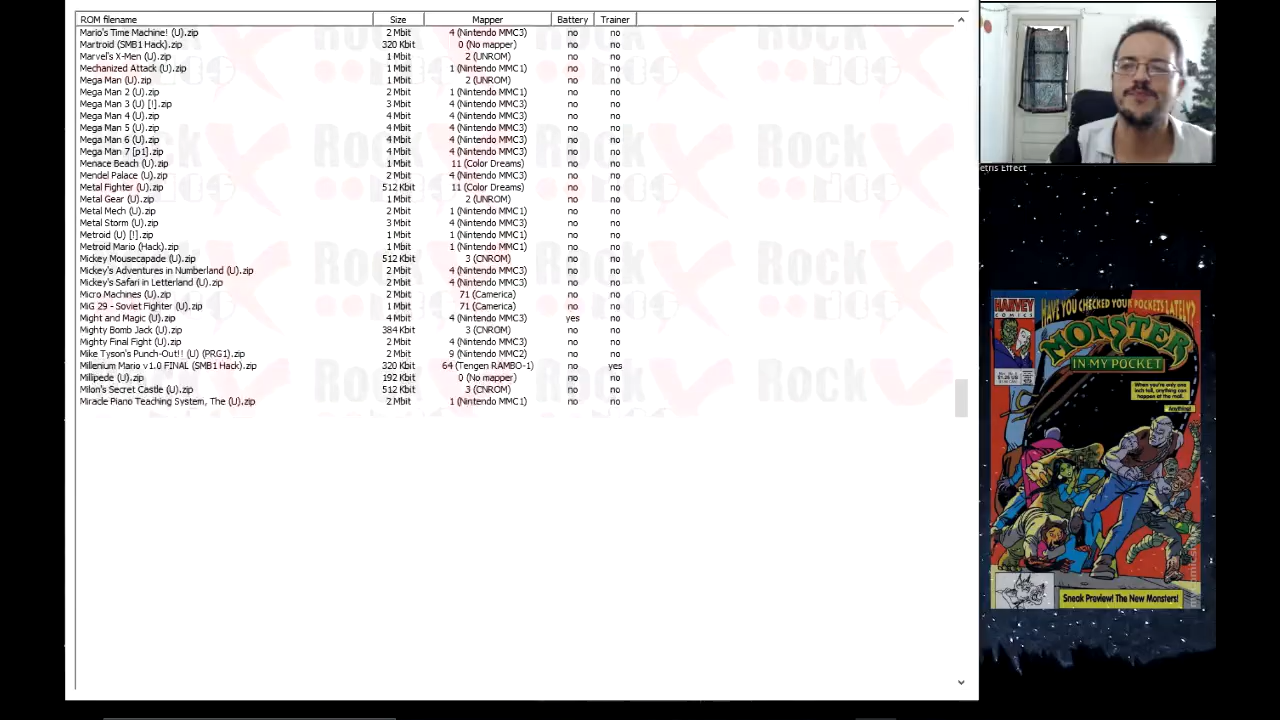 ROM filename Size Mapper Battery Trainer
Mario's Time Machine! (U).zip 2 Mbit 4 (Nintendo MMC3) no no
Martroid (SMB1 Hack).zip 320 Kbit 0 (No mapper) no no
Marvel's X-Men (U).zip 1 Mbit 2 (UNROM) no no
Mechanized Attack (U).zip 1 Mbit 1 (Nintendo MMC1) no no
Mega Man (U).zip 1 Mbit 2 (UNROM) no no
Mega Man 2 (U).zip 2 Mbit 1 (Nintendo MMC1) no no
Mega Man 3 (U) [!].zip 3 Mbit 4 (Nintendo MMC3) no no
Mega Man 4 (U).zip 4 Mbit 4 (Nintendo MMC3) no no
Mega Man 5 (U).zip 4 Mbit 4 (Nintendo MMC3) no no
Mega Man 6 (U).zip 4 Mbit 4 (Nintendo MMC3) no no
Mega Man 7 [p1].zip 4 Mbit 4 (Nintendo MMC3) no no
Menace Beach (U).zip 1 Mbit 11 (Color Dreams) no no
Mendel Palace (U).zip 2 Mbit 4 (Nintendo MMC3) no no
Metal Fighter (U).zip 512 Kbit 11 (Color Dreams) no no
Metal Gear (U).zip 1 Mbit 2 (UNROM) no no
Metal Mech (U).zip 2 Mbit 1 (Nintendo MMC1) no no
Metal Storm (U).zip 3 Mbit 4 (Nintendo MMC3) no no
Metroid (U) [!].zip 1 Mbit 1 (Nintendo MMC1) no no
Metroid Mario (Hack).zip 1 Mbit 1 (Nintendo MMC1) no no
Mickey Mousecapade (U).zip 512 Kbit 3 (CNROM) no no
Mickey's Adventures in Numberland (U).zip 2 Mbit 4 (Nintendo MMC3) no no
Mickey's Safari in Letterland (U).zip 2 Mbit 4 (Nintendo MMC3) no no
Micro Machines (U).zip 2 Mbit 71 (Camerica) no no
MiG 29 - Soviet Fighter (U).zip 1 Mbit 71 (Camerica) no no
Might and Magic (U).zip 4 Mbit 4 (Nintendo MMC3) yes no
Mighty Bomb Jack (U).zip 384 Kbit 3 (CNROM) no no
Mighty Final Fight (U).zip 2 Mbit 4 (Nintendo MMC3) no no
Mike Tyson's Punch-Out!! (U) (PRG1).zip 2 Mbit 9 (Nintendo MMC2) no no
Millenium Mario v1.0 FINAL (SMB1 Hack).zip 320 Kbit 64 (Tengen RAMBO-1) no yes
Millipede (U).zip 192 Kbit 0 (No mapper) no no
Milon's Secret Castle (U).zip 512 Kbit 3 (CNROM) no no
Miracle Piano Teaching System, The (U).zip 2 Mbit 1 (Nintendo MMC1) no no
etris Effect
HARVEY
COMICS
HAVE YOU CHECKED YOUR POCKETS LATELY?
MONSTER
IN MY POCKET
When you're only one
inch tall, anything can
happen at the mall.
Anything!
Sneak Preview! The New Monsters!